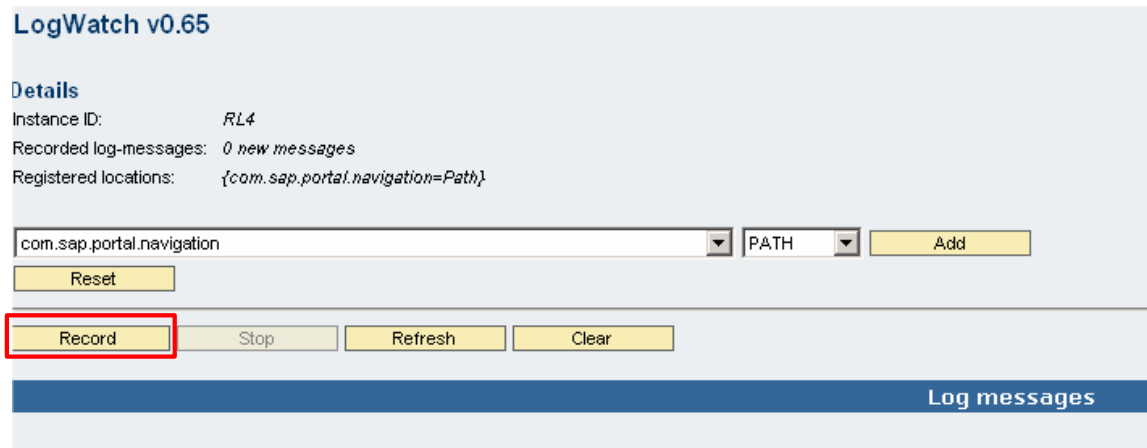 LogWatch v0.65
Details
Instance ID: RL4
Recorded log-messages: 0 new messages
Registered locations: {com.sap.portal.navigation=Path}
com.sap.portal.navigation PATH Add
Reset
Record Stop Refresh Clear
Log messages